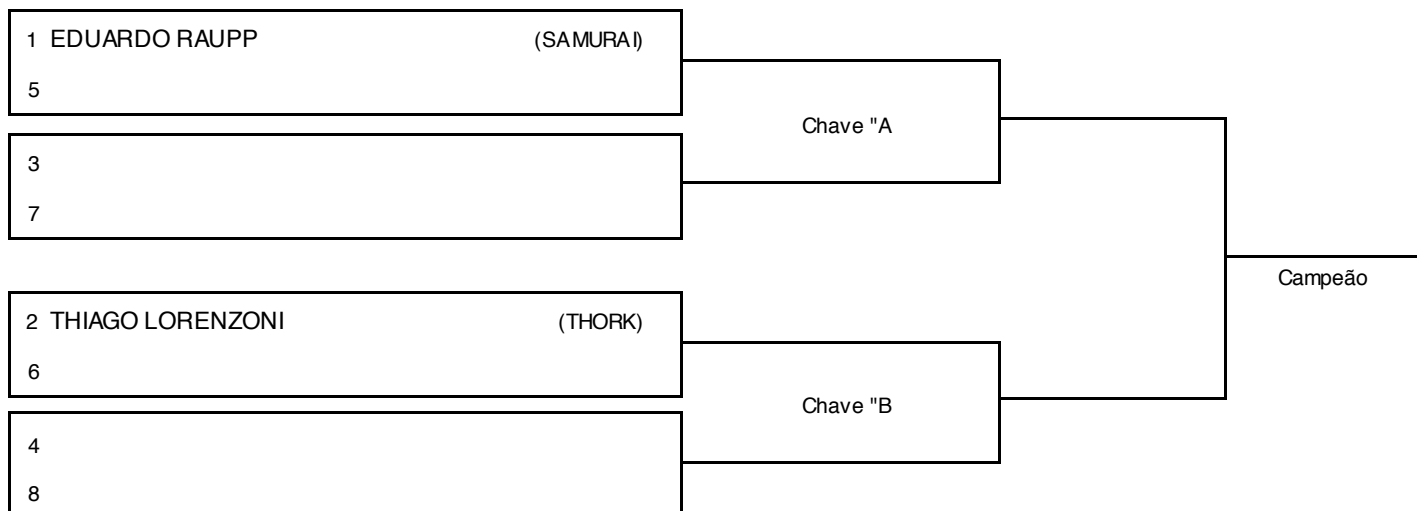 1 EDUARDO RAUPP (SAMURAI)
5
Chave "A
3
7
Campeão
2 THIAGO LORENZONI (THORK)
6
Chave "B
4
8